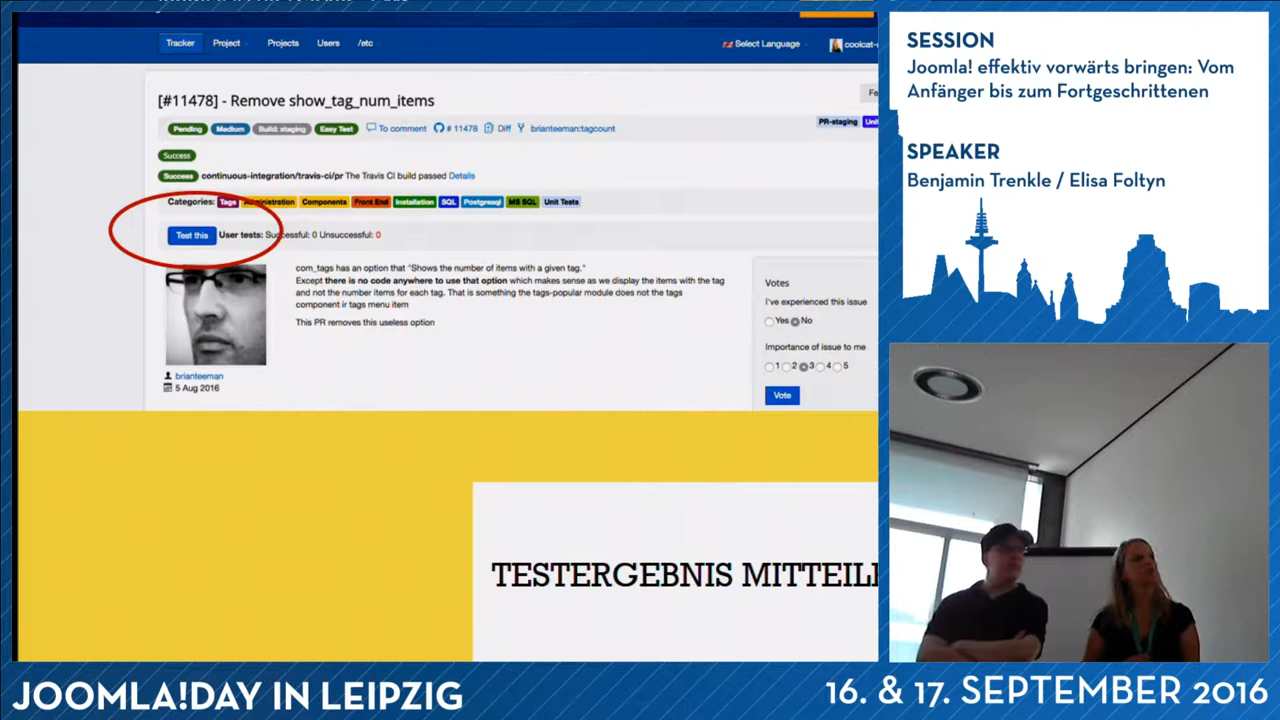 Tracker Project Projects Users /etc Select Language
[#11478] - Remove show_tag_num_items
Pending Medium Build: staging Easy Test To comment # 11478 Diff brianteeman:tagcount
PR-staging
Success
Success continuous-integration/travis-ci/pr The Travis CI build passed Details
Categories: Tags Administration Components Front End Installation SQL Postgresql MS SQL Unit Tests
Test this User tests: Successful: 0 Unsuccessful: 0
com_tags has an option that "Shows the number of items with a given tag."
Except there is no code anywhere to use that option which makes sense as we display the items with the tag
and not the number items for each tag. That is something the tags-popular module does not the tags
component ir tags menu item
This PR removes this useless option
brianteeman
5 Aug 2016
Votes
I've experienced this issue
Yes No
Importance of issue to me
1 2 3 4 5
Vote
TESTERGEBNIS MITTEIL
SESSION
Joomla! effektiv vorwärts bringen: Vom
Anfänger bis zum Fortgeschrittenen
SPEAKER
Benjamin Trenkle / Elisa Foltyn
JOOMLA!DAY IN LEIPZIG
16. & 17. SEPTEMBER 2016